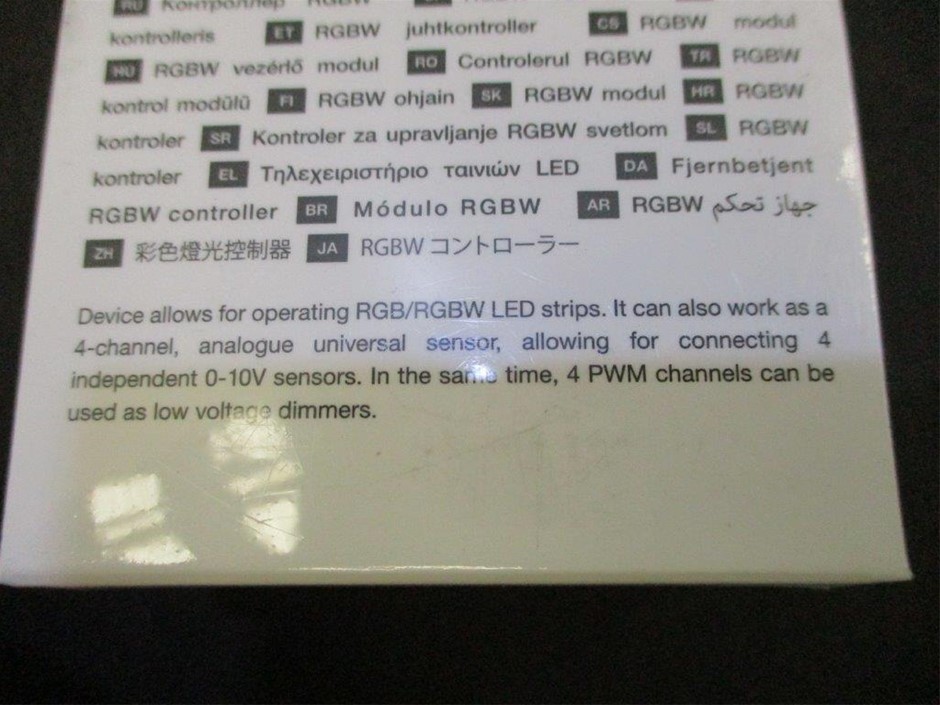 RU Контроллер RGBW
kontrolleris ET RGBW juhtkontroller CS RGBW modul
HU RGBW vezérlő modul RO Controlerul RGBW TR RGBW
kontrol modülü FI RGBW ohjain SK RGBW modul HR RGBW
kontroler SR Kontroler za upravljanje RGBW svetlom SL RGBW
kontroler EL Τηλεχειριστήριο ταινιών LED DA Fjernbetjent
RGBW controller BR Módulo RGBW AR RGBW جهاز تحكم
ZH 彩色燈光控制器 JA RGBW コントローラー
Device allows for operating RGB/RGBW LED strips. It can also work as a
4-channel, analogue universal sensor, allowing for connecting 4
independent 0-10V sensors. In the same time, 4 PWM channels can be
used as low voltage dimmers.